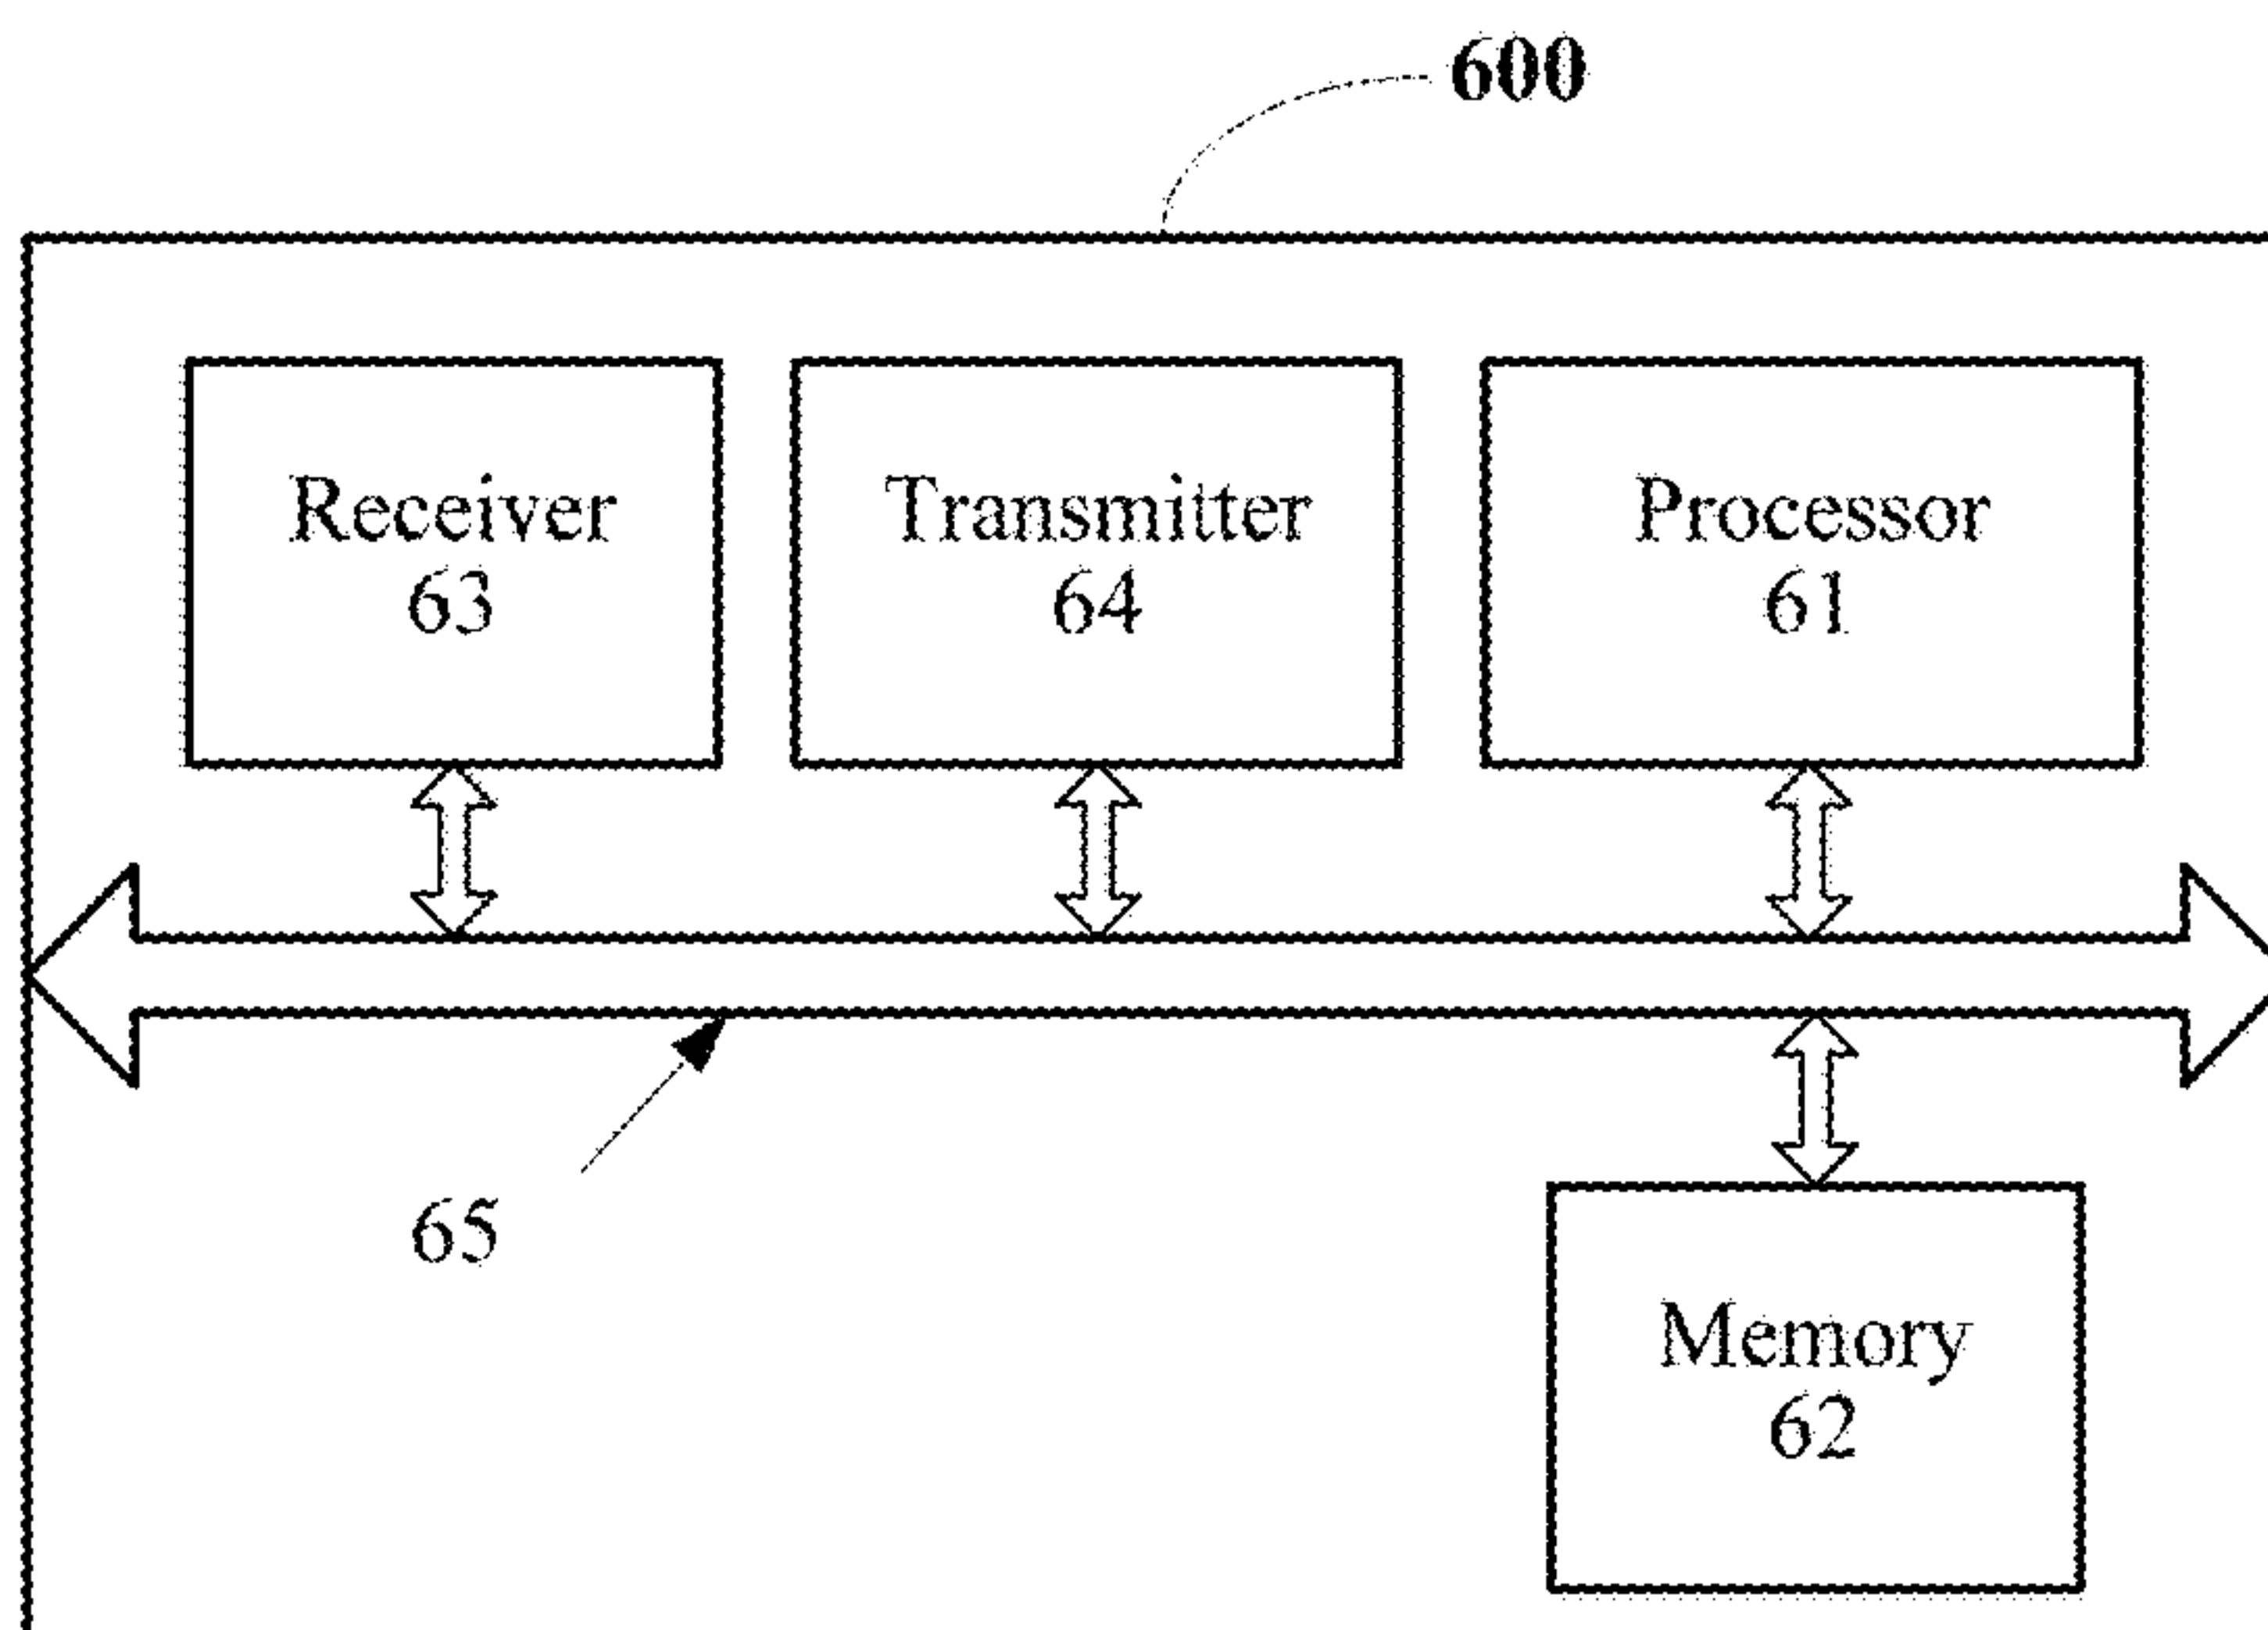 600
Receiver
63
Transmitter
64
Processor
61
65
Memory
62